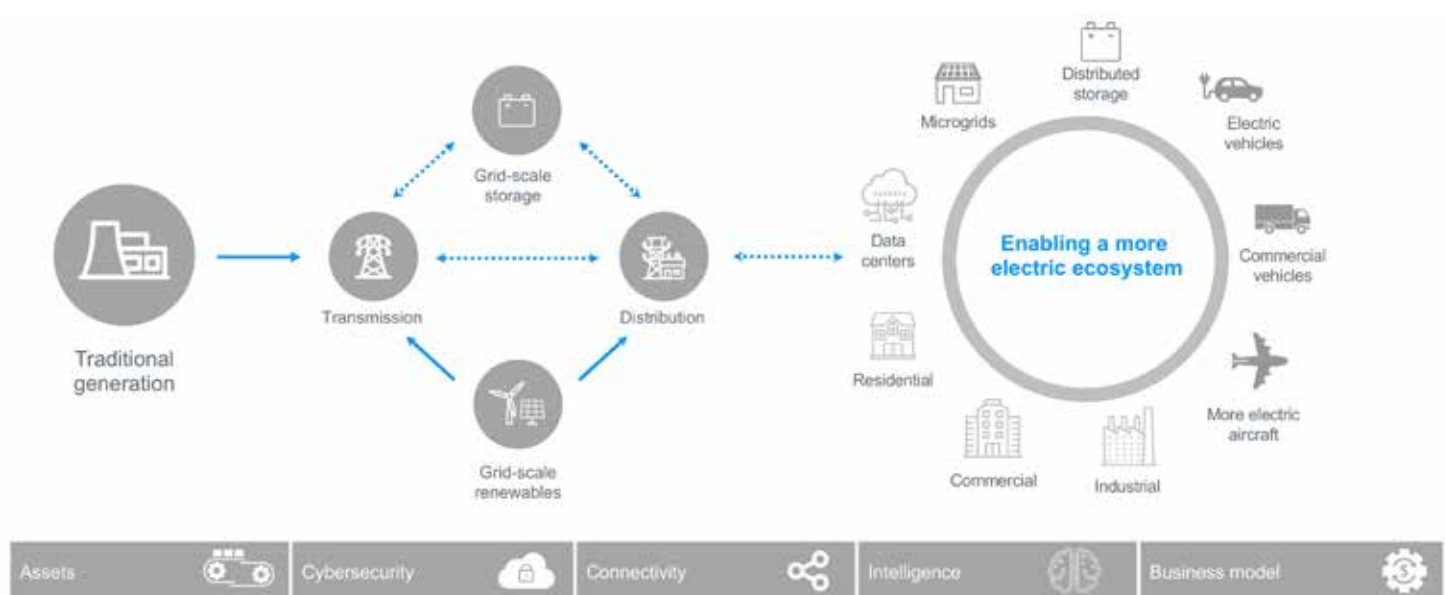 Traditional
generation
Grid-scale
storage
Transmission
Distribution
Grid-scale
renewables
Microgrids
Distributed
storage
Electric
vehicles
Data
centers
Enabling a more
electric ecosystem
Commercial
vehicles
Residential
More electric
aircraft
Commercial
Industrial
Assets
Cybersecurity
Connectivity
Intelligence
Business model
$